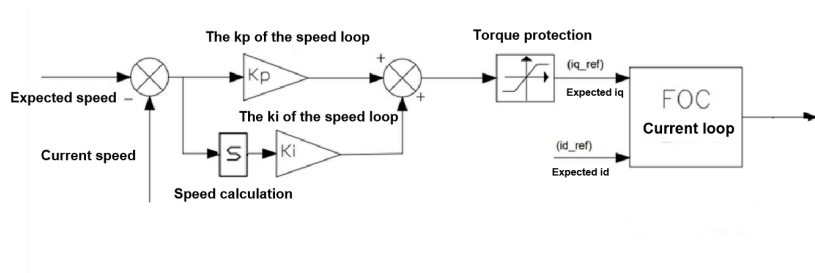 The kp of the speed loop
Torque protection
+
Kp
(iq_ref)
Expected speed
−
+
Expected iq
FOC
The ki of the speed loop
Current loop
Current speed
S
Ki
(id_ref)
Expected id
Speed calculation